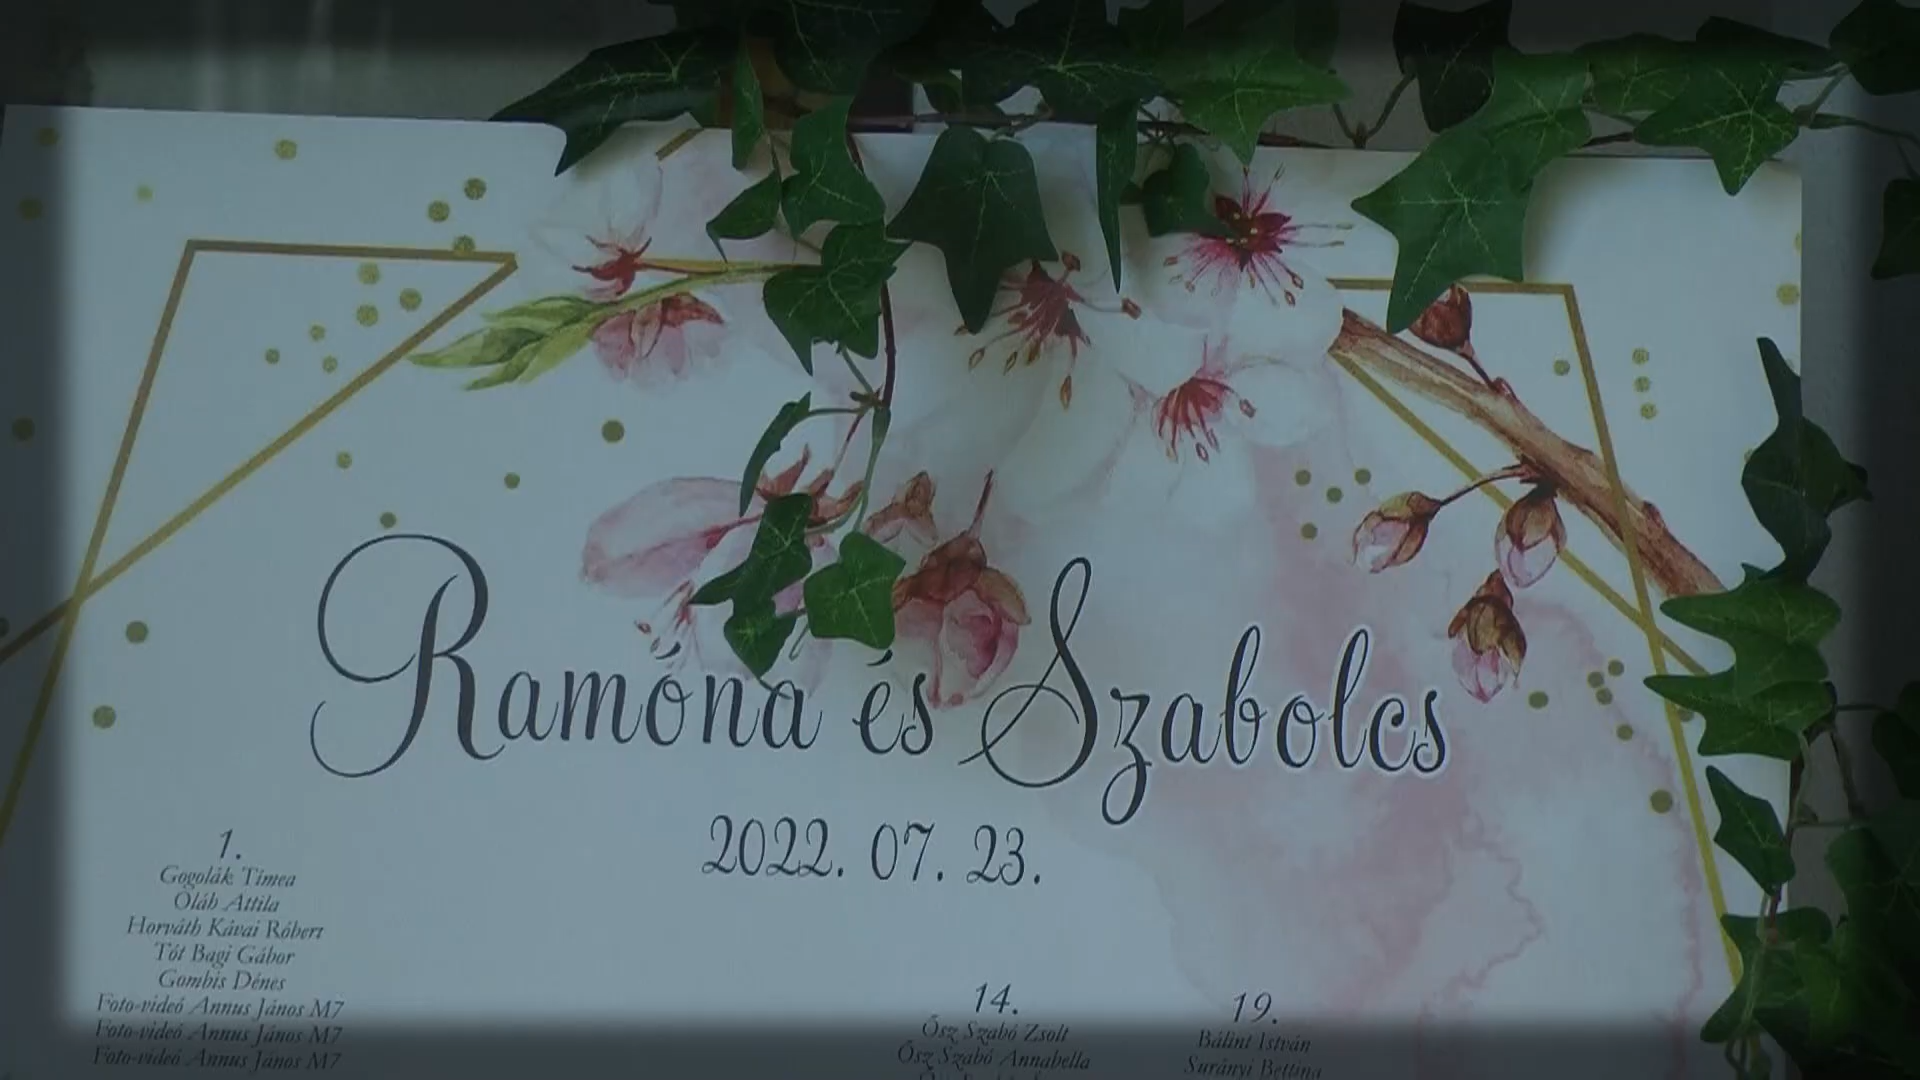 Ramóna és Szabolcs
2022. 07. 23.
1.
Gogolák Tímea
Oláh Attila
Horváth Kávai Róbert
Tót Bagi Gábor
Gombis Dénes
Foto-videó Annus János M7
Foto-videó Annus János M7
Foto-videó Annus János M7
14.
Ősz Szabó Zsolt
Ősz Szabó Annabella
19.
Bálint István
Surányi Bettina